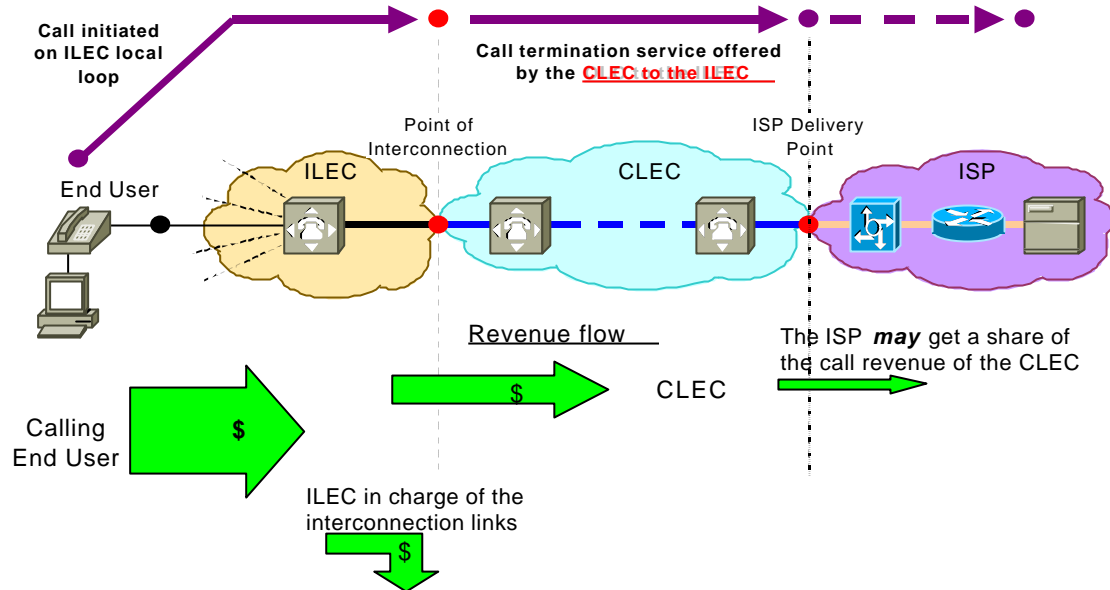 Call initiated
on ILEC local
loop
Call termination service offered
by the CLEC to the ILEC
Point of
Interconnection
ISP Delivery
Point
End User
ILEC
CLEC
ISP
Revenue flow
The ISP may get a share of
the call revenue of the CLEC
$
$
CLEC
Calling
End User
ILEC in charge of the
interconnection links
$